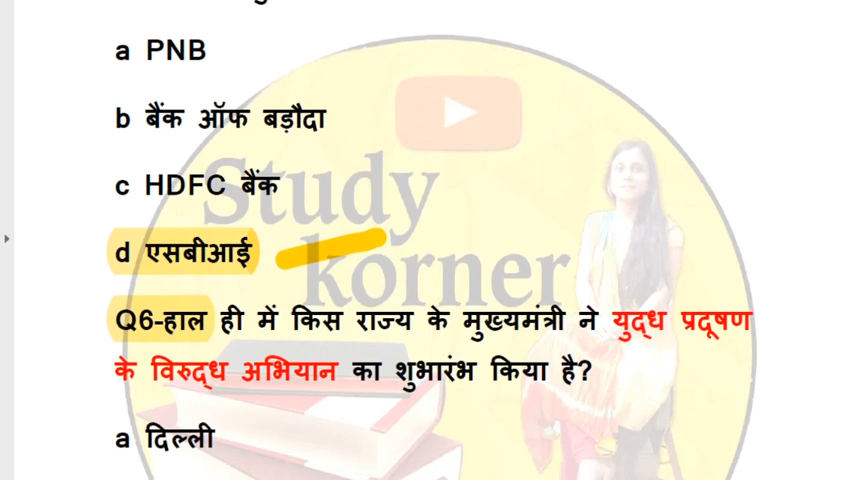 a PNB
b बैंक ऑफ बड़ौदा
c HDFC बैंक
Study
d एसबीआई
korner
Q6-हाल ही में किस राज्य के मुख्यमंत्री ने युद्ध प्रदूषण
के विरुद्ध अभियान का शुभारंभ किया है?
a दिल्ली